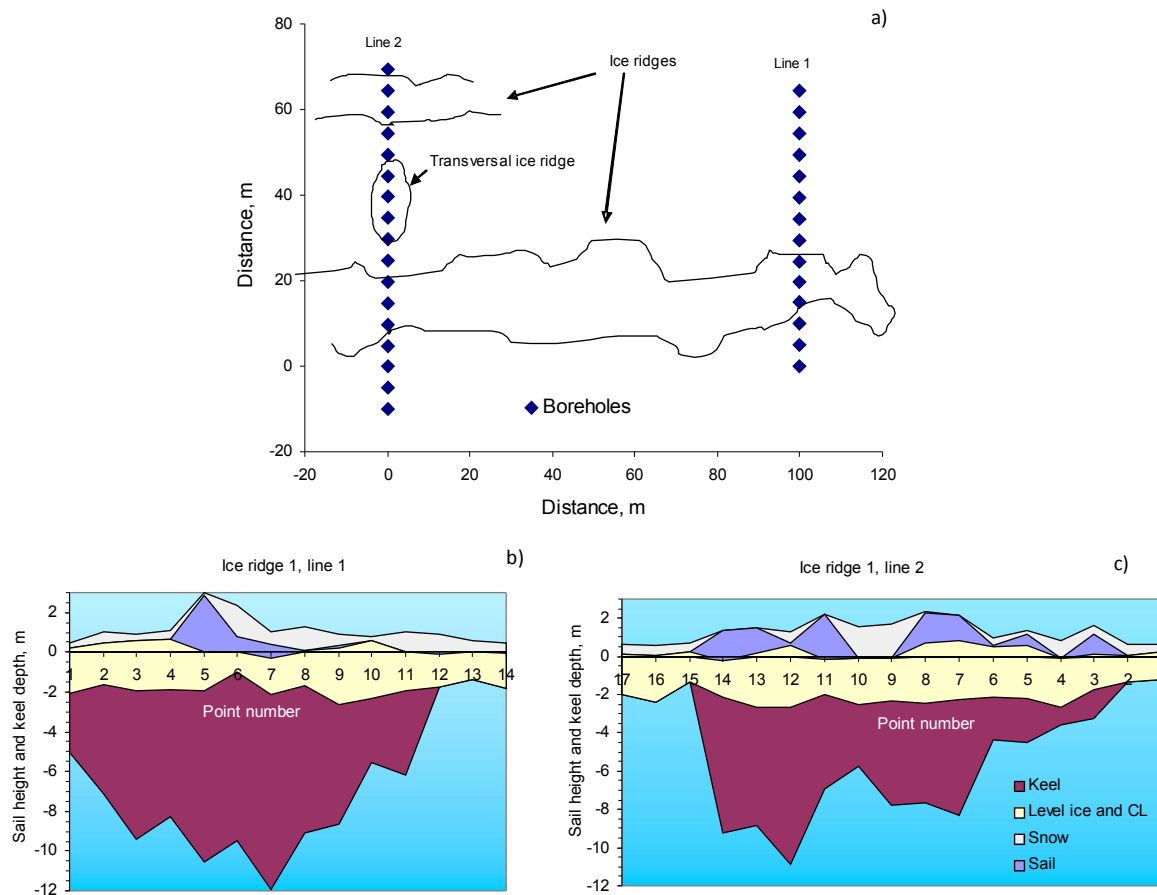 a)
80
60
40
20
0
-20
Distance, m
Line 2
Ice ridges
Line 1
Transversal ice ridge
Boreholes
-20 0 20 40 60 80 100 120
Distance, m
b)
Ice ridge 1, line 1
Sail height and keel depth, m
2
0
-2
-4
-6
-8
-10
-12
1 2 3 4 5 6 7 8 9 10 11 12 13 14
Point number
c)
Ice ridge 1, line 2
Sail height and keel depth, m
2
0
-2
-4
-6
-8
-10
-12
17 16 15 14 13 12 11 10 9 8 7 6 5 4 3 2
Point number
Keel
Level ice and CL
Snow
Sail